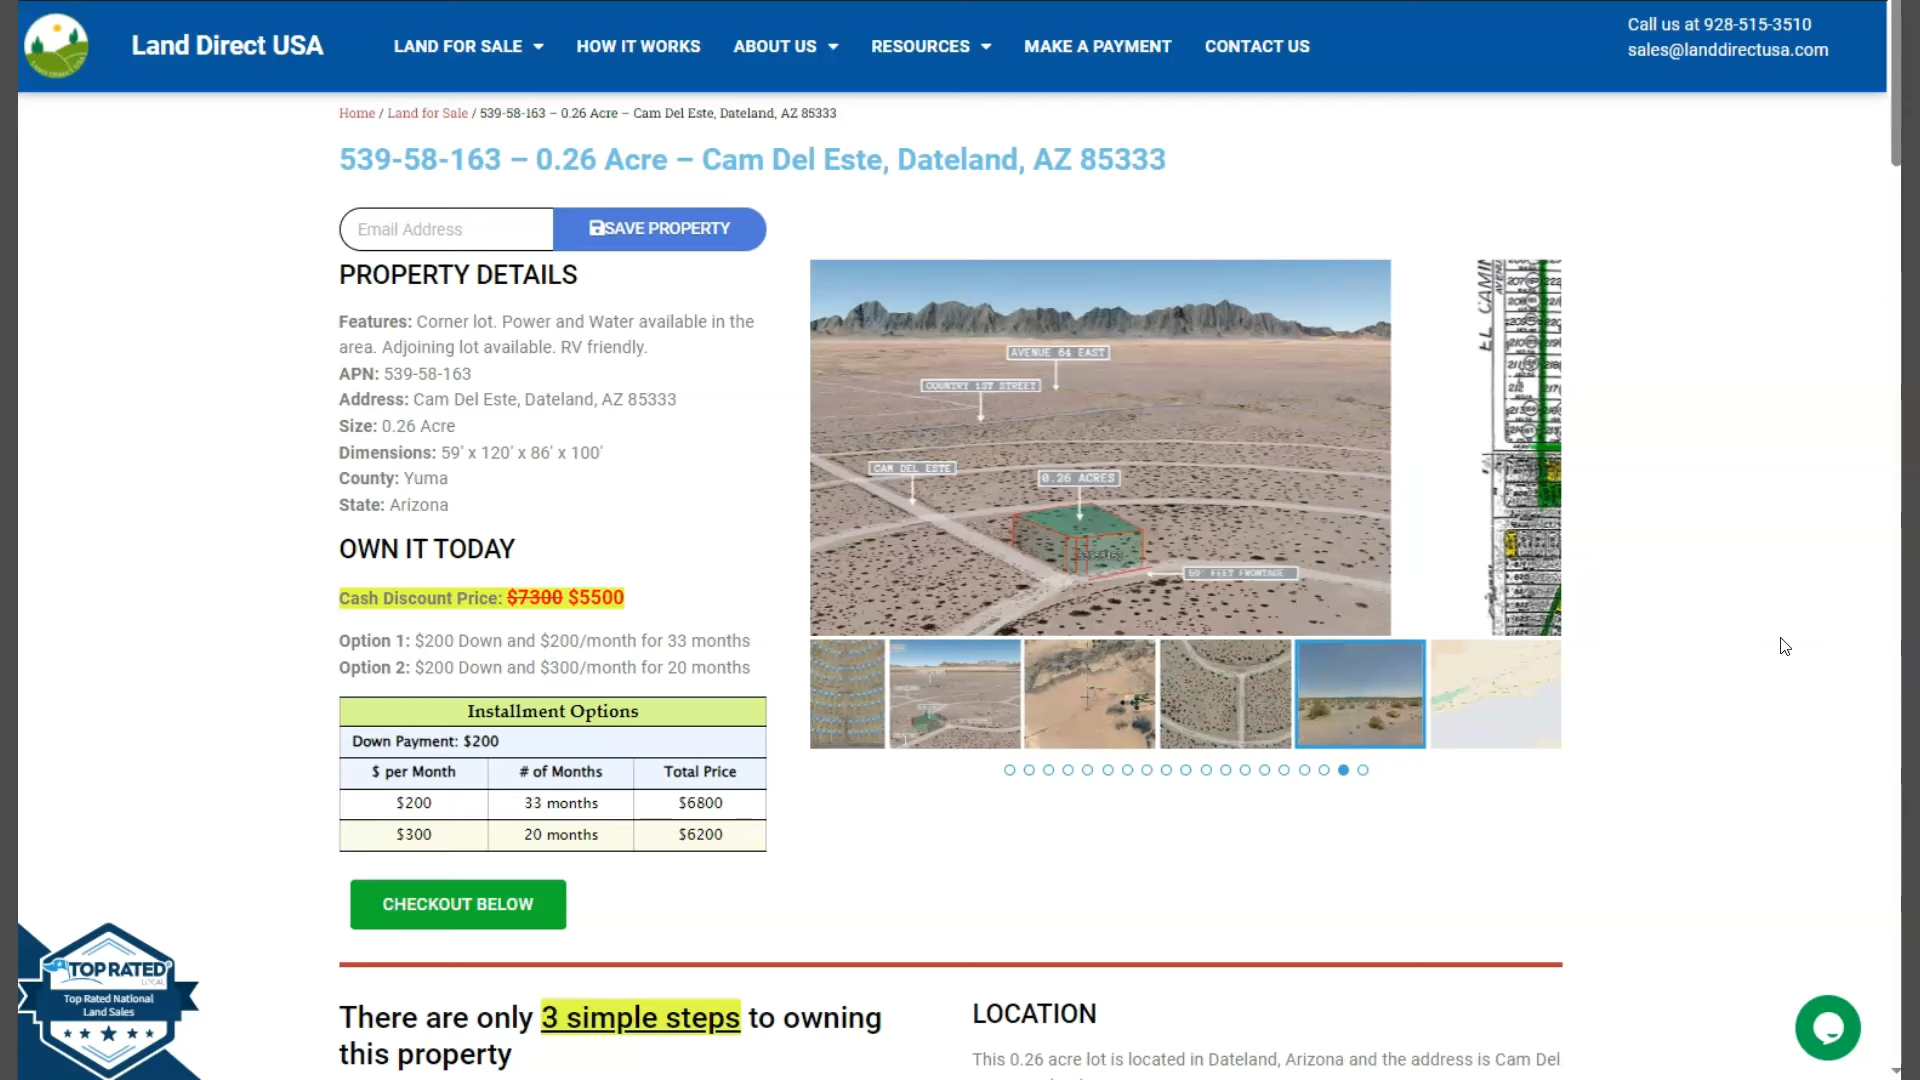 Land Direct USA
LAND FOR SALE
HOW IT WORKS
ABOUT US
RESOURCES
MAKE A PAYMENT
CONTACT US
Call us at 928-515-3510
sales@landdirectusa.com
Home / Land for Sale / 539-58-163 – 0.26 Acre – Cam Del Este, Dateland, AZ 85333
539-58-163 – 0.26 Acre – Cam Del Este, Dateland, AZ 85333
Email Address
SAVE PROPERTY
PROPERTY DETAILS
Features: Corner lot. Power and Water available in the
area. Adjoining lot available. RV friendly.
APN: 539-58-163
Address: Cam Del Este, Dateland, AZ 85333
Size: 0.26 Acre
Dimensions: 59' x 120' x 86' x 100'
County: Yuma
State: Arizona
OWN IT TODAY
Cash Discount Price: $7300 $5500
Option 1: $200 Down and $200/month for 33 months
Option 2: $200 Down and $300/month for 20 months
Installment Options
Down Payment: $200
$ per Month # of Months Total Price
$200 33 months $6800
$300 20 months $6200
CHECKOUT BELOW
AVENUE 64 EAST
COUNTRY 1ST STREET
CAM DEL ESTE
0.26 ACRES
59' FEET FRONTAGE
EL CAMIN
TOP RATED
LOCAL
Top Rated National
Land Sales
There are only 3 simple steps to owning
this property
LOCATION
This 0.26 acre lot is located in Dateland, Arizona and the address is Cam Del